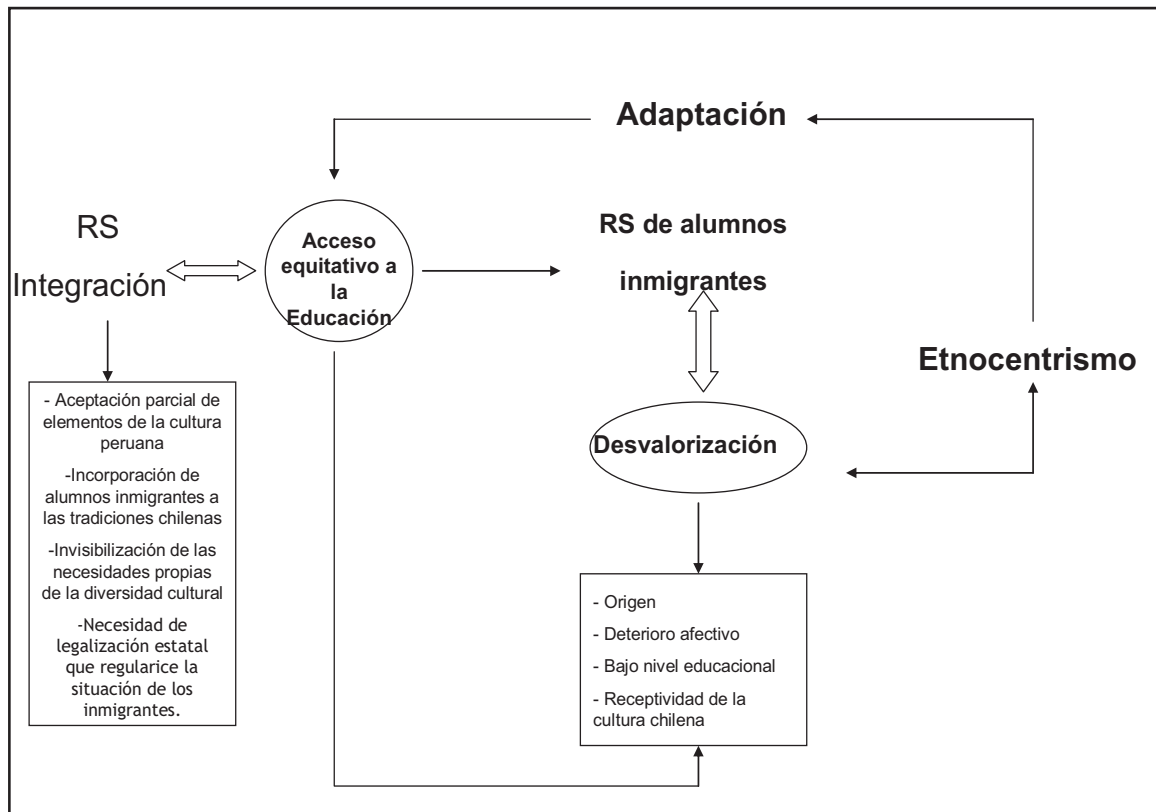 Adaptación
RS
Integración
Acceso
equitativo a
la
Educación
RS de alumnos
inmigrantes
Etnocentrismo
- Aceptación parcial de
elementos de la cultura
peruana
-Incorporación de
alumnos inmigrantes a
las tradiciones chilenas
-Invisibilización de las
necesidades propias
de la diversidad cultural
-Necesidad de
legalización estatal
que regularice la
situación de los
inmigrantes.
Desvalorización
- Origen
- Deterioro afectivo
- Bajo nivel educacional
- Receptividad de la
cultura chilena